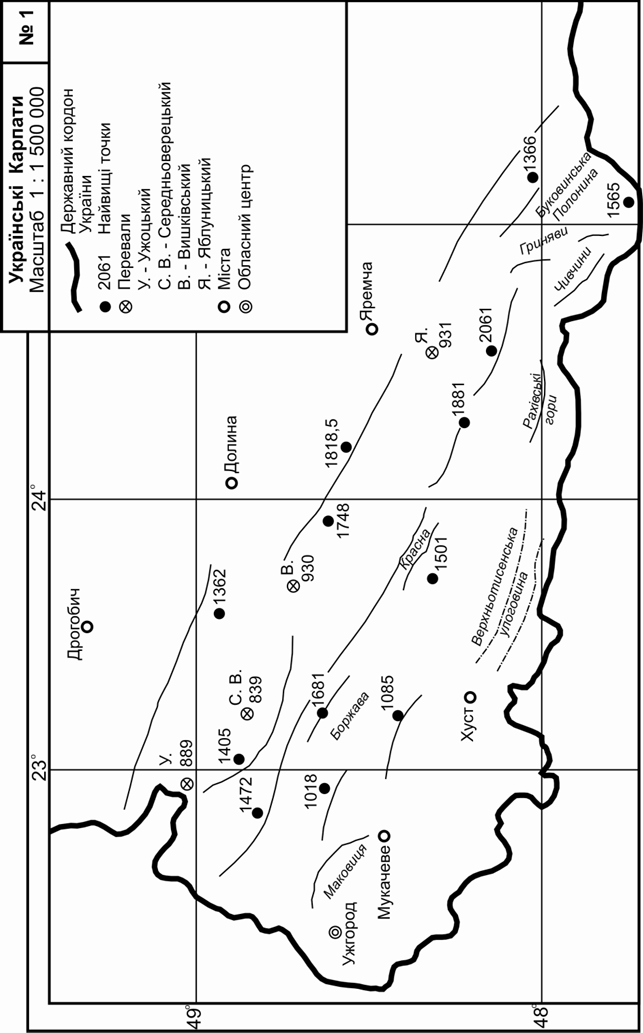 Українські Карпати
Масштаб 1 : 1 500 000
№ 1
Державний кордон
України
2061 Найвищі точки
Перевали
У. - Ужоцький
С. В. - Середньоверецький
В. - Вишківський
Я. - Яблуницький
Міста
Обласний центр
23°
24°
49°
48°
Дрогобич
Долина
Яремча
У.
889
1362
С. В.
839
В.
930
1405
1472
1748
1818,5
Я.
931
1681
Боржава
1018
1085
Красна
1501
1881
2061
1366
Буковинська
Полонина
Гриняви
Чивчини
1565
Рахівські
гори
Верхньотисенська
улоговина
Хуст
Маковиця
Мукачеве
Ужгород